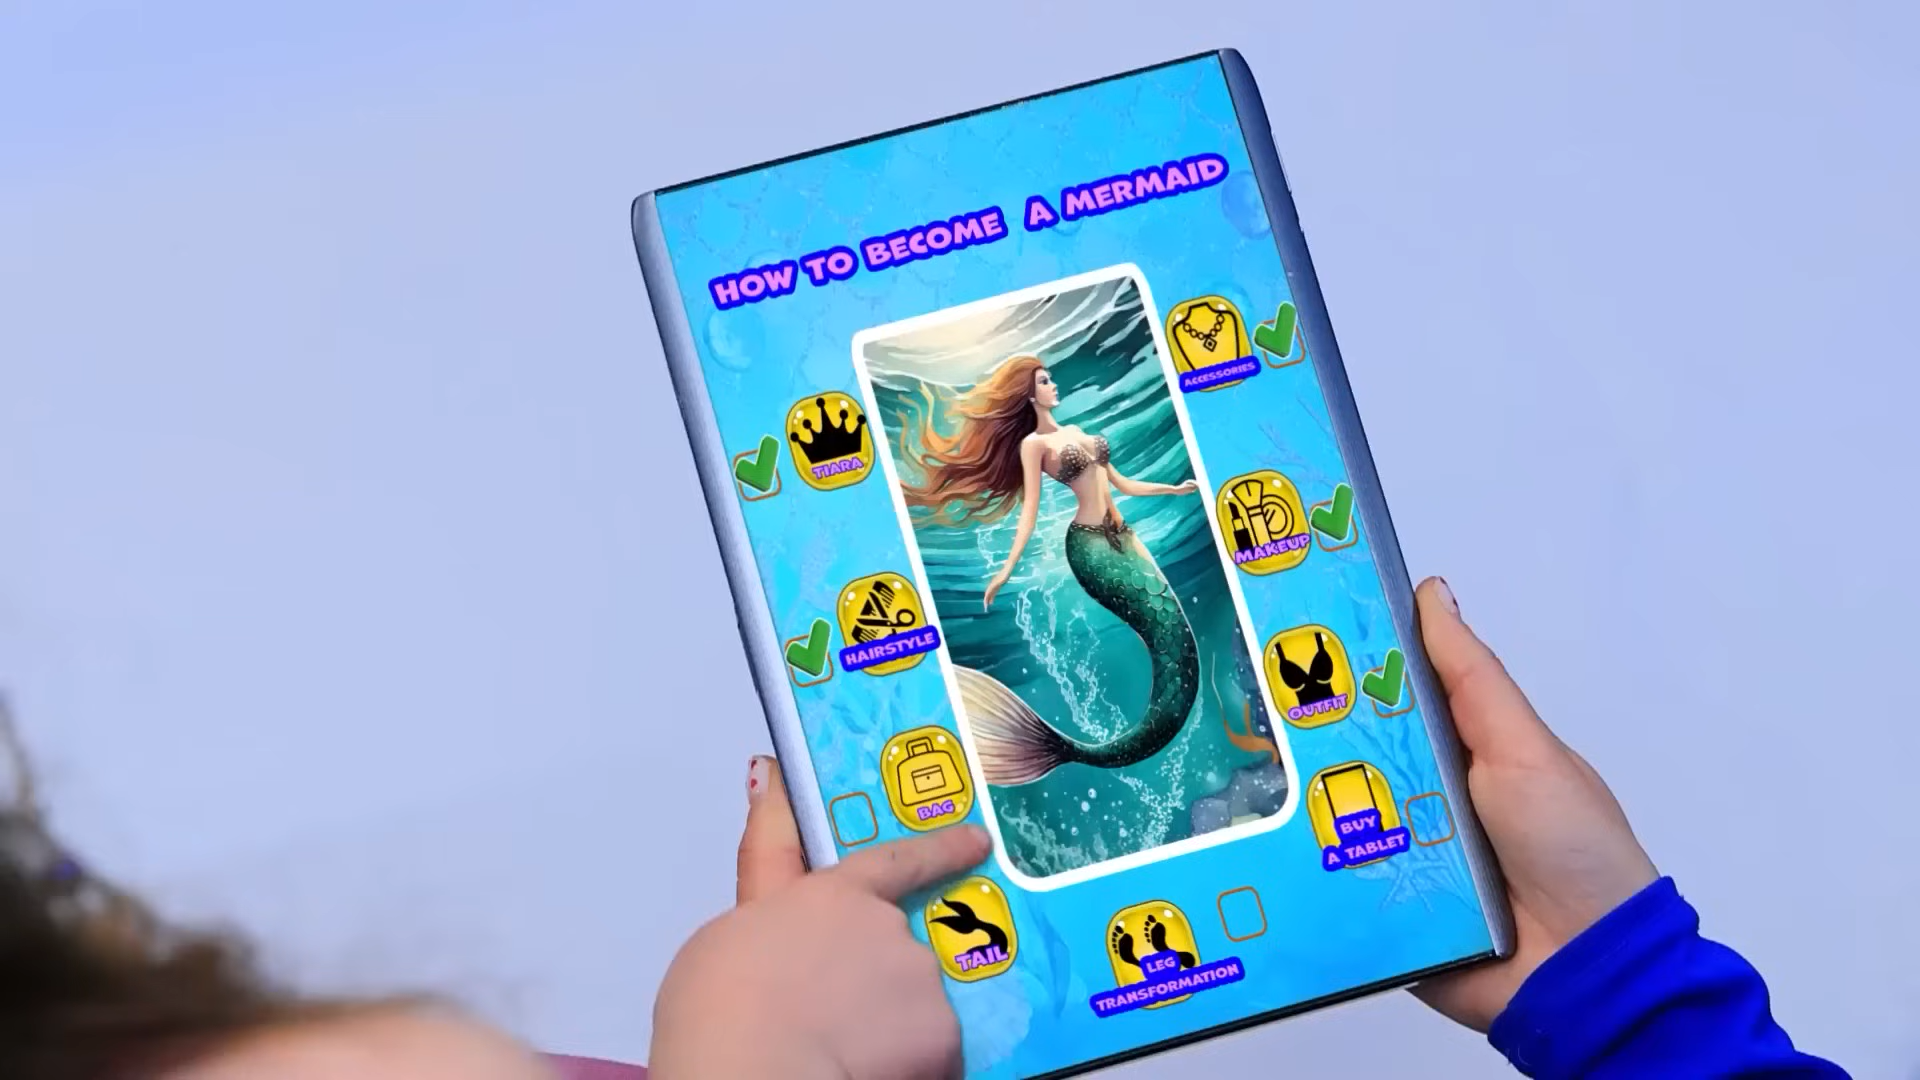 HOW TO BECOME A MERMAID
ACCESSORIES
TIARA
MAKEUP
HAIRSTYLE
OUTFIT
BAG
BUY
A TABLET
TAIL
LEG
TRANSFORMATION